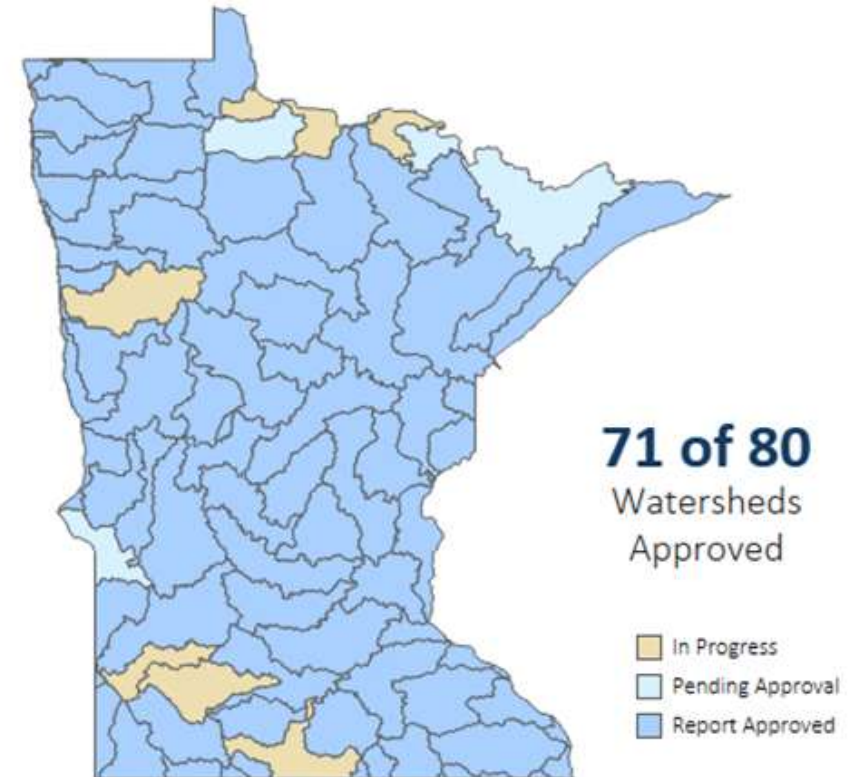 71 of 80
Watersheds
Approved
In Progress
Pending Approval
Report Approved